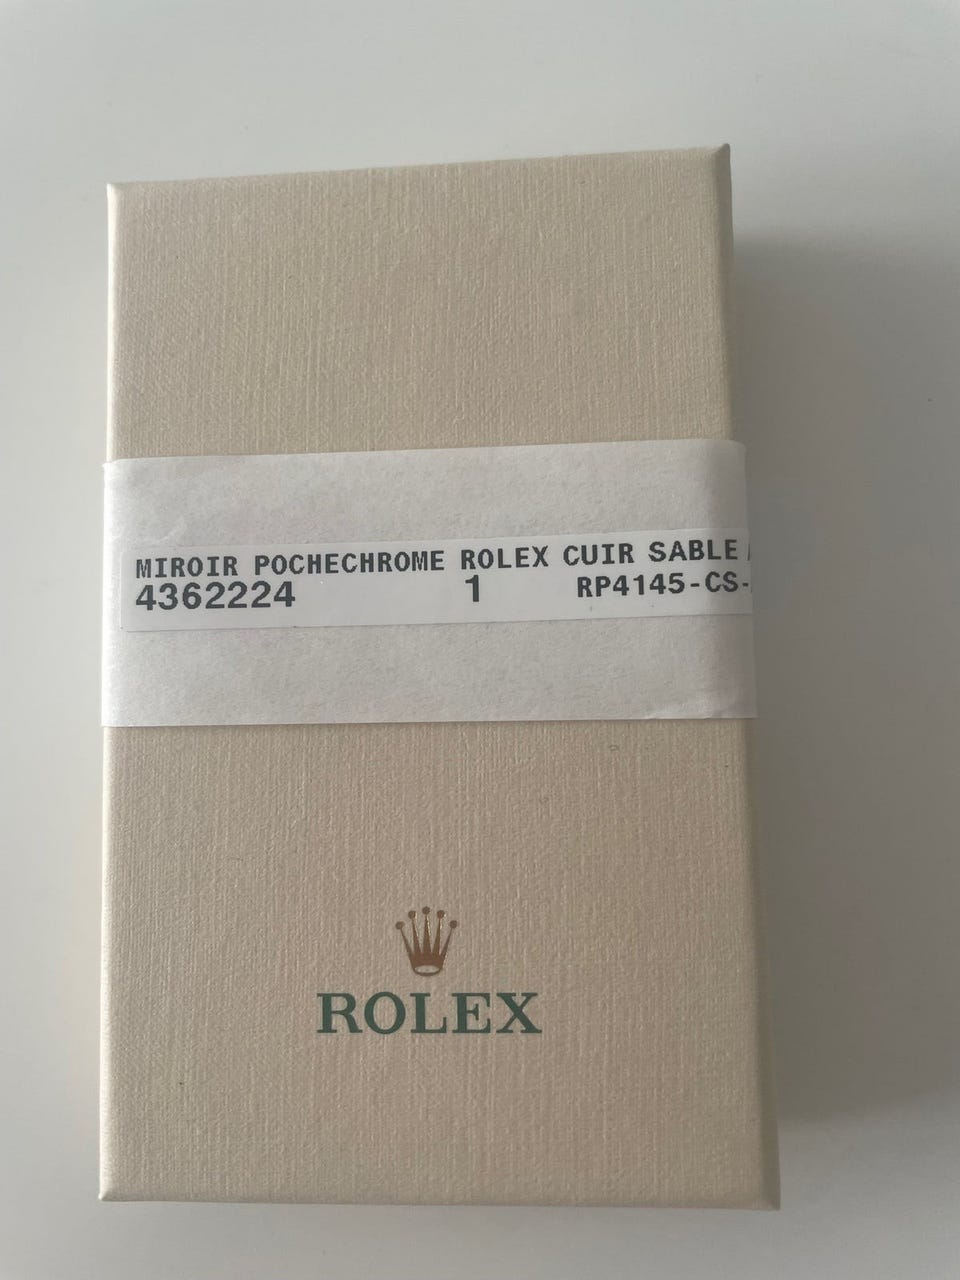 MIROIR POCHECHROME ROLEX CUIR SABLE
4362224 1 RP4145-CS-
ROLEX